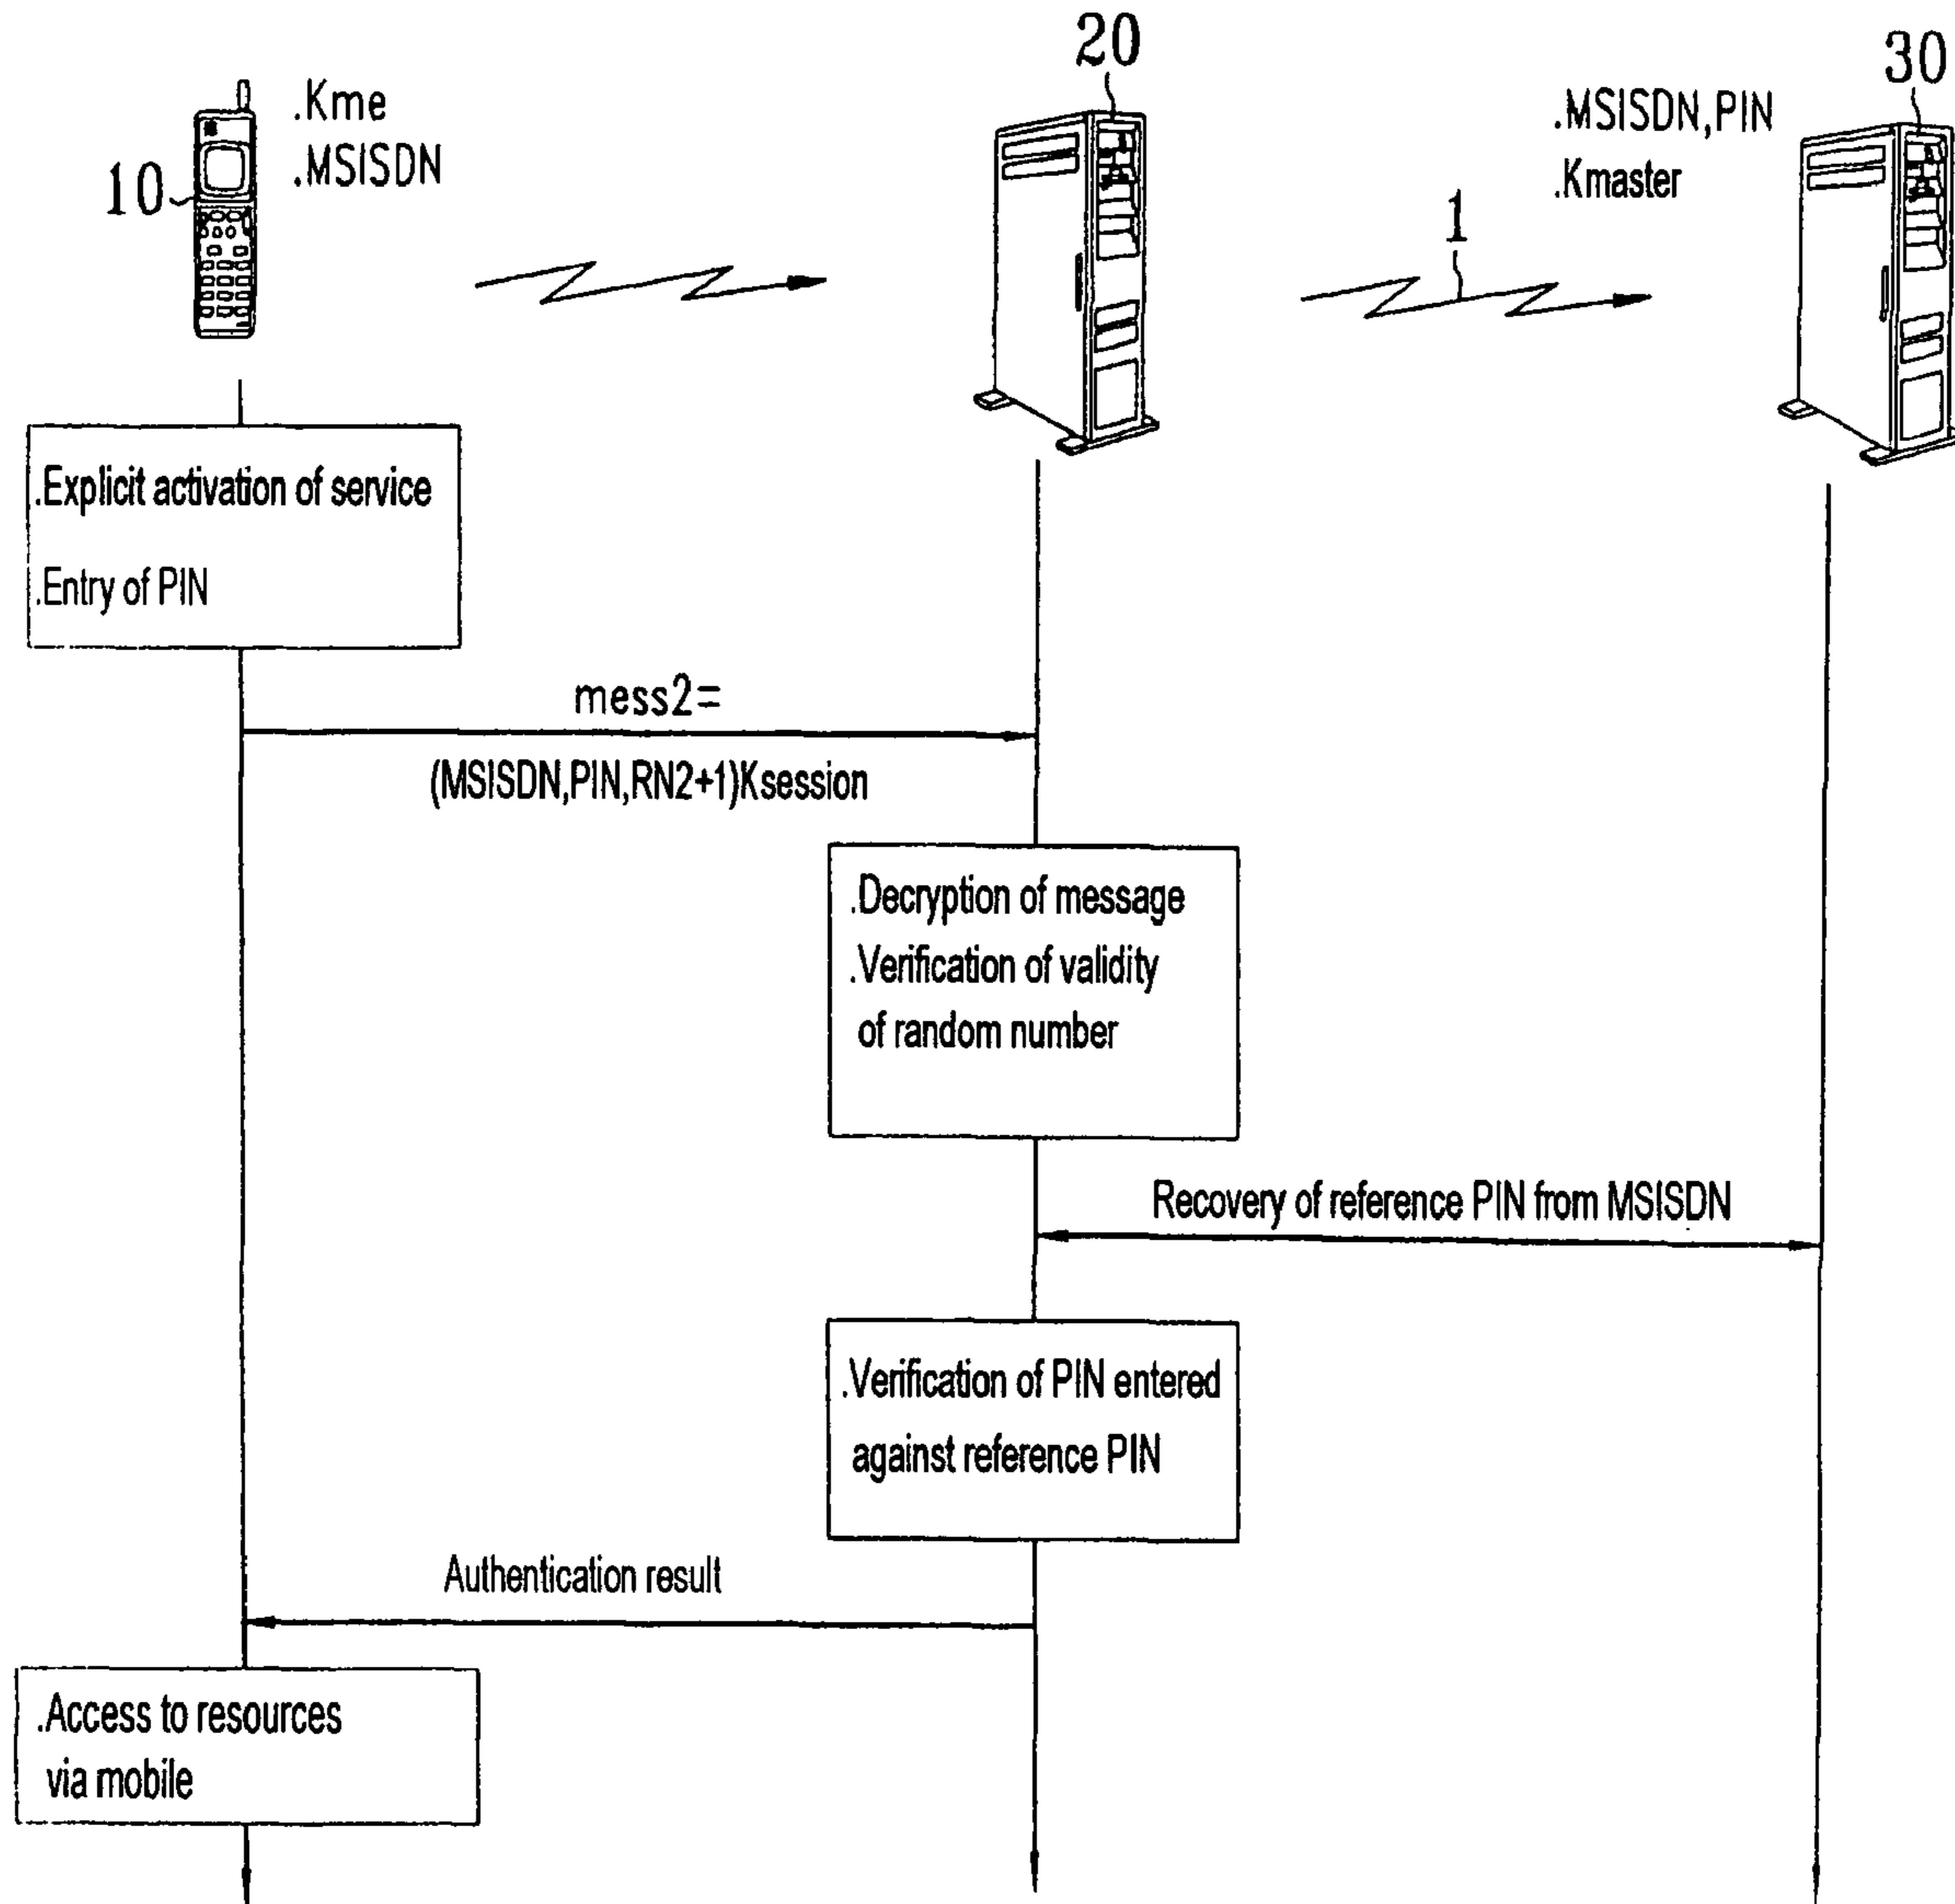 20
30
.Kme
.MSISDN
10
.MSISDN,PIN
.Kmaster
1
.Explicit activation of service
.Entry of PIN
mess2=
(MSISDN,PIN,RN2+1)Ksession
.Decryption of message
.Verification of validity
of random number
Recovery of reference PIN from MSISDN
.Verification of PIN entered
against reference PIN
Authentication result
.Access to resources
via mobile